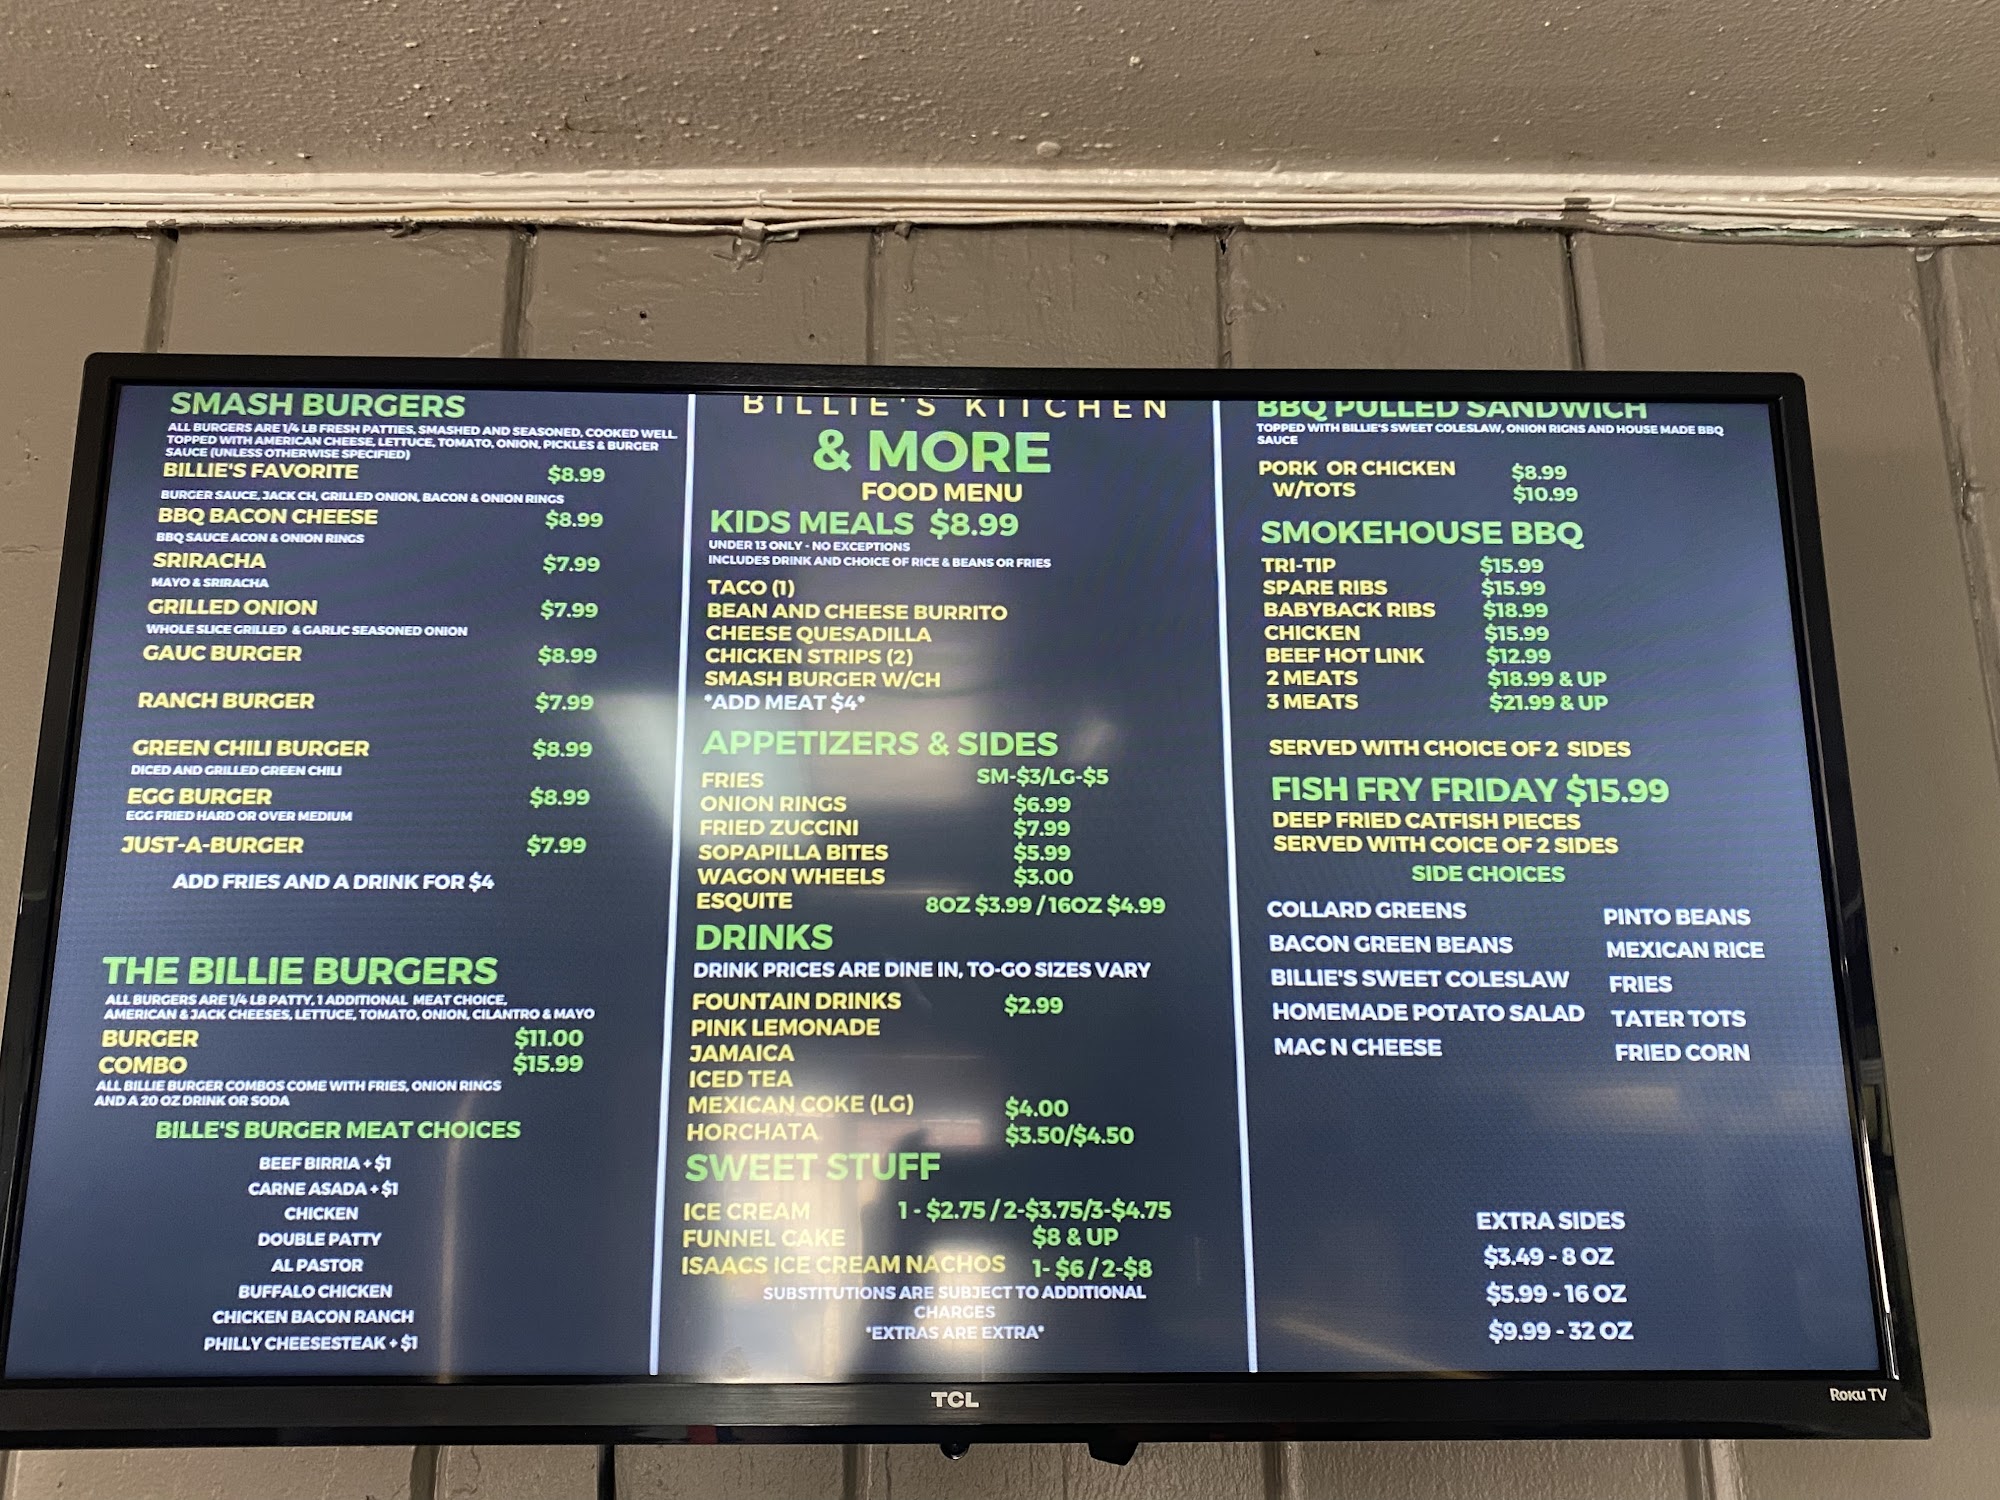 SMASH BURGERS
ALL BURGERS ARE 1/4 LB FRESH PATTIES, SMASHED AND SEASONED, COOKED WELL.
TOPPED WITH AMERICAN CHEESE, LETTUCE, TOMATO, ONION, PICKLES & BURGER
SAUCE (UNLESS OTHERWISE SPECIFIED)
BILLIE'S FAVORITE $8.99
BURGER SAUCE, JACK CH, GRILLED ONION, BACON & ONION RINGS
BBQ BACON CHEESE $8.99
BBQ SAUCE ACON & ONION RINGS
SRIRACHA $7.99
MAYO & SRIRACHA
GRILLED ONION $7.99
WHOLE SLICE GRILLED & GARLIC SEASONED ONION
GAUC BURGER $8.99
RANCH BURGER $7.99
GREEN CHILI BURGER $8.99
DICED AND GRILLED GREEN CHILI
EGG BURGER $8.99
EGG FRIED HARD OR OVER MEDIUM
JUST-A-BURGER $7.99
ADD FRIES AND A DRINK FOR $4
THE BILLIE BURGERS
ALL BURGERS ARE 1/4 LB PATTY, 1 ADDITIONAL MEAT CHOICE,
AMERICAN & JACK CHEESES, LETTUCE, TOMATO, ONION, CILANTRO & MAYO
BURGER $11.00
COMBO $15.99
ALL BILLIE BURGER COMBOS COME WITH FRIES, ONION RINGS
AND A 20 OZ DRINK OR SODA
BILLE'S BURGER MEAT CHOICES
BEEF BIRRIA + $1
CARNE ASADA + $1
CHICKEN
DOUBLE PATTY
AL PASTOR
BUFFALO CHICKEN
CHICKEN BACON RANCH
PHILLY CHEESESTEAK + $1
BILLIE'S KITCHEN
& MORE
FOOD MENU
KIDS MEALS $8.99
UNDER 13 ONLY - NO EXCEPTIONS
INCLUDES DRINK AND CHOICE OF RICE & BEANS OR FRIES
TACO (1)
BEAN AND CHEESE BURRITO
CHEESE QUESADILLA
CHICKEN STRIPS (2)
SMASH BURGER W/CH
*ADD MEAT $4*
APPETIZERS & SIDES
FRIES SM-$3/LG-$5
ONION RINGS $6.99
FRIED ZUCCINI $7.99
SOPAPILLA BITES $5.99
WAGON WHEELS $3.00
ESQUITE 8OZ $3.99 / 16OZ $4.99
DRINKS
DRINK PRICES ARE DINE IN, TO-GO SIZES VARY
FOUNTAIN DRINKS $2.99
PINK LEMONADE
JAMAICA
ICED TEA
MEXICAN COKE (LG) $4.00
HORCHATA $3.50/$4.50
SWEET STUFF
ICE CREAM 1 - $2.75 / 2-$3.75/3-$4.75
FUNNEL CAKE $8 & UP
ISAACS ICE CREAM NACHOS 1- $6 / 2-$8
SUBSTITUTIONS ARE SUBJECT TO ADDITIONAL
CHARGES
*EXTRAS ARE EXTRA*
BBQ PULLED SANDWICH
TOPPED WITH BILLIE'S SWEET COLESLAW, ONION RIGNS AND HOUSE MADE BBQ
SAUCE
PORK OR CHICKEN $8.99
W/TOTS $10.99
SMOKEHOUSE BBQ
TRI-TIP $15.99
SPARE RIBS $15.99
BABYBACK RIBS $18.99
CHICKEN $15.99
BEEF HOT LINK $12.99
2 MEATS $18.99 & UP
3 MEATS $21.99 & UP
SERVED WITH CHOICE OF 2 SIDES
FISH FRY FRIDAY $15.99
DEEP FRIED CATFISH PIECES
SERVED WITH COICE OF 2 SIDES
SIDE CHOICES
COLLARD GREENS PINTO BEANS
BACON GREEN BEANS MEXICAN RICE
BILLIE'S SWEET COLESLAW FRIES
HOMEMADE POTATO SALAD TATER TOTS
MAC N CHEESE FRIED CORN
EXTRA SIDES
$3.49 - 8 OZ
$5.99 - 16 OZ
$9.99 - 32 OZ
TCL
Roku TV